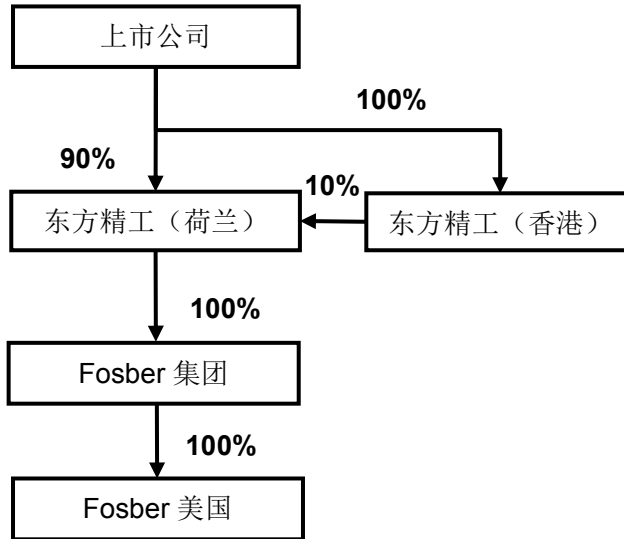 上市公司
100%
90%
10%
东方精工（荷兰）
东方精工（香港）
100%
Fosber 集团
100%
Fosber 美国